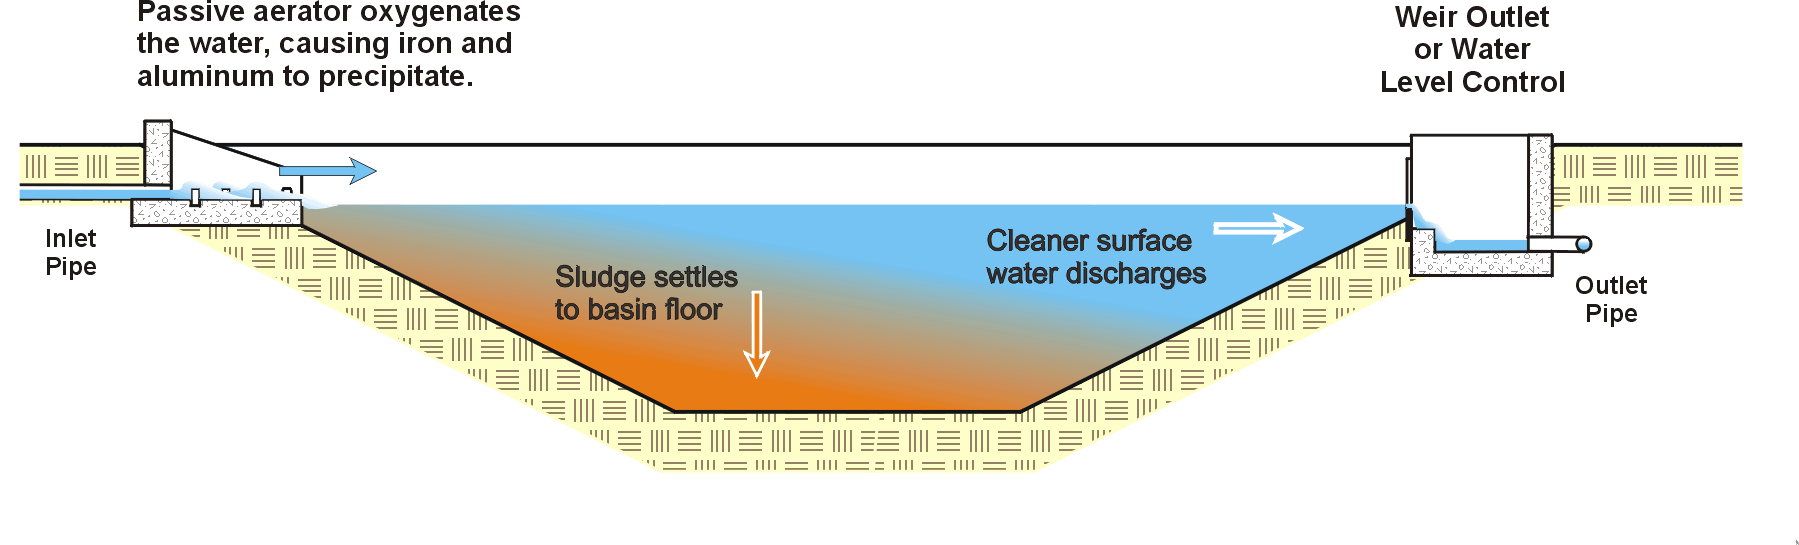 Passive aerator oxygenates
the water, causing iron and
aluminum to precipitate.
Weir Outlet
or Water
Level Control
Inlet
Pipe
Sludge settles
to basin floor
Cleaner surface
water discharges
Outlet
Pipe